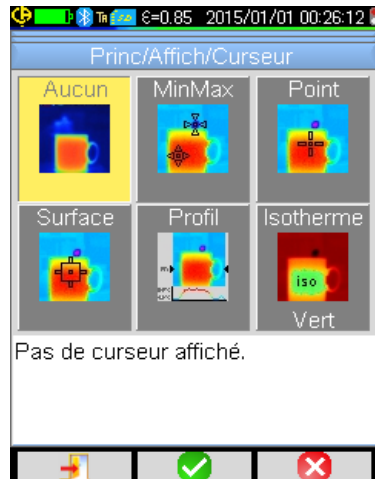 ε=0.85 2015/01/01 00:26:12
Princ/Affich/Curseur
Aucun MinMax Point
Surface Profil Isotherme
iso
Vert
Pas de curseur affiché.